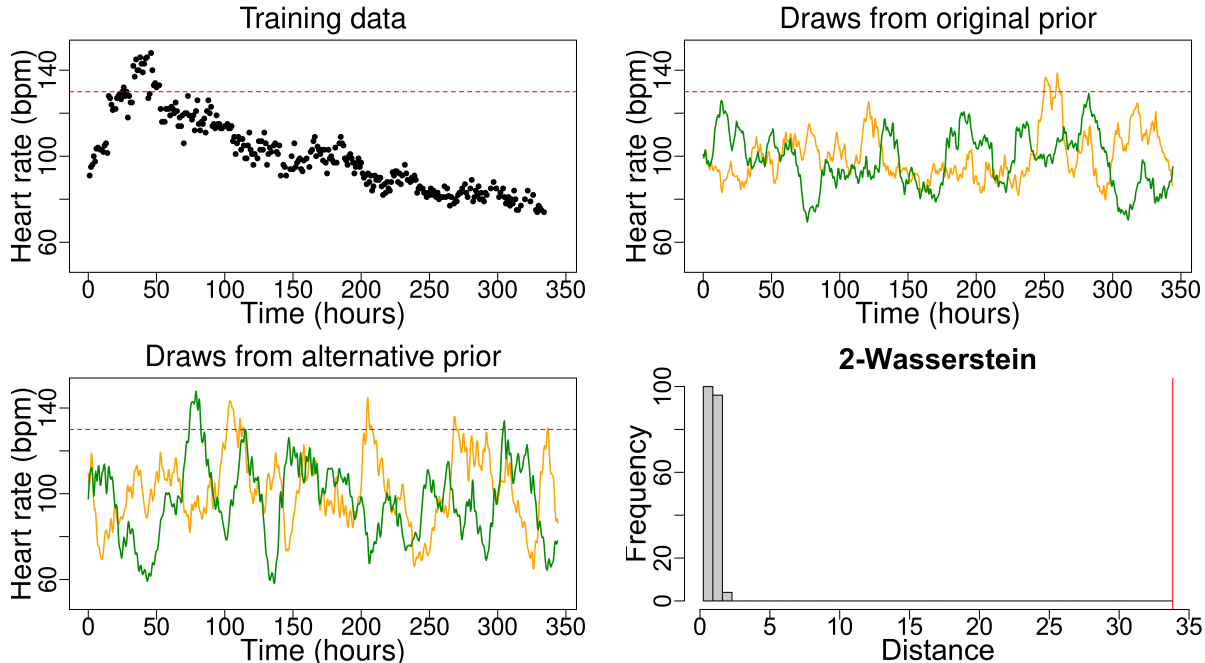 Training data
Heart rate (bpm)
60 100 140
0 50 100 150 200 250 300 350
Time (hours)
Draws from original prior
Heart rate (bpm)
60 100 140
0 50 100 150 200 250 300 350
Time (hours)
Draws from alternative prior
Heart rate (bpm)
60 100 140
0 50 100 150 200 250 300 350
Time (hours)
2-Wasserstein
Frequency
0 20 60 100
0 5 10 15 20 25 30 35
Distance